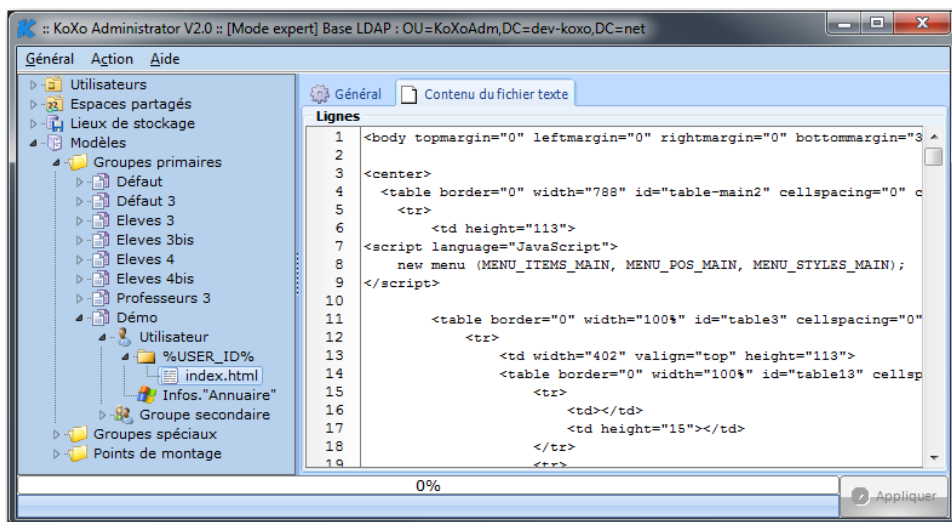 :: KoXo Administrator V2.0 :: [Mode expert] Base LDAP : OU=KoXoAdm,DC=dev-koxo,DC=net
Général Action Aide
Utilisateurs
Espaces partagés
Lieux de stockage
Modèles
Groupes primaires
Défaut
Défaut 3
Eleves 3
Eleves 3bis
Eleves 4
Eleves 4bis
Professeurs 3
Démo
Utilisateur
%USER_ID%
index.html
Infos."Annuaire"
Groupe secondaire
Groupes spéciaux
Points de montage
Général Contenu du fichier texte
Lignes
1 <body topmargin="0" leftmargin="0" rightmargin="0" bottommargin="3
2
3 <center>
4 <table border="0" width="788" id="table-main2" cellspacing="0" c
5 <tr>
6 <td height="113">
7 <script language="JavaScript">
8 new menu (MENU_ITEMS_MAIN, MENU_POS_MAIN, MENU_STYLES_MAIN);
9 </script>
10
11 <table border="0" width="100%" id="table3" cellspacing="0"
12 <tr>
13 <td width="402" valign="top" height="113">
14 <table border="0" width="100%" id="table13" cellsp
15 <tr>
16 <td></td>
17 <td height="15"></td>
18 </tr>
19 <tr>
0%
Appliquer